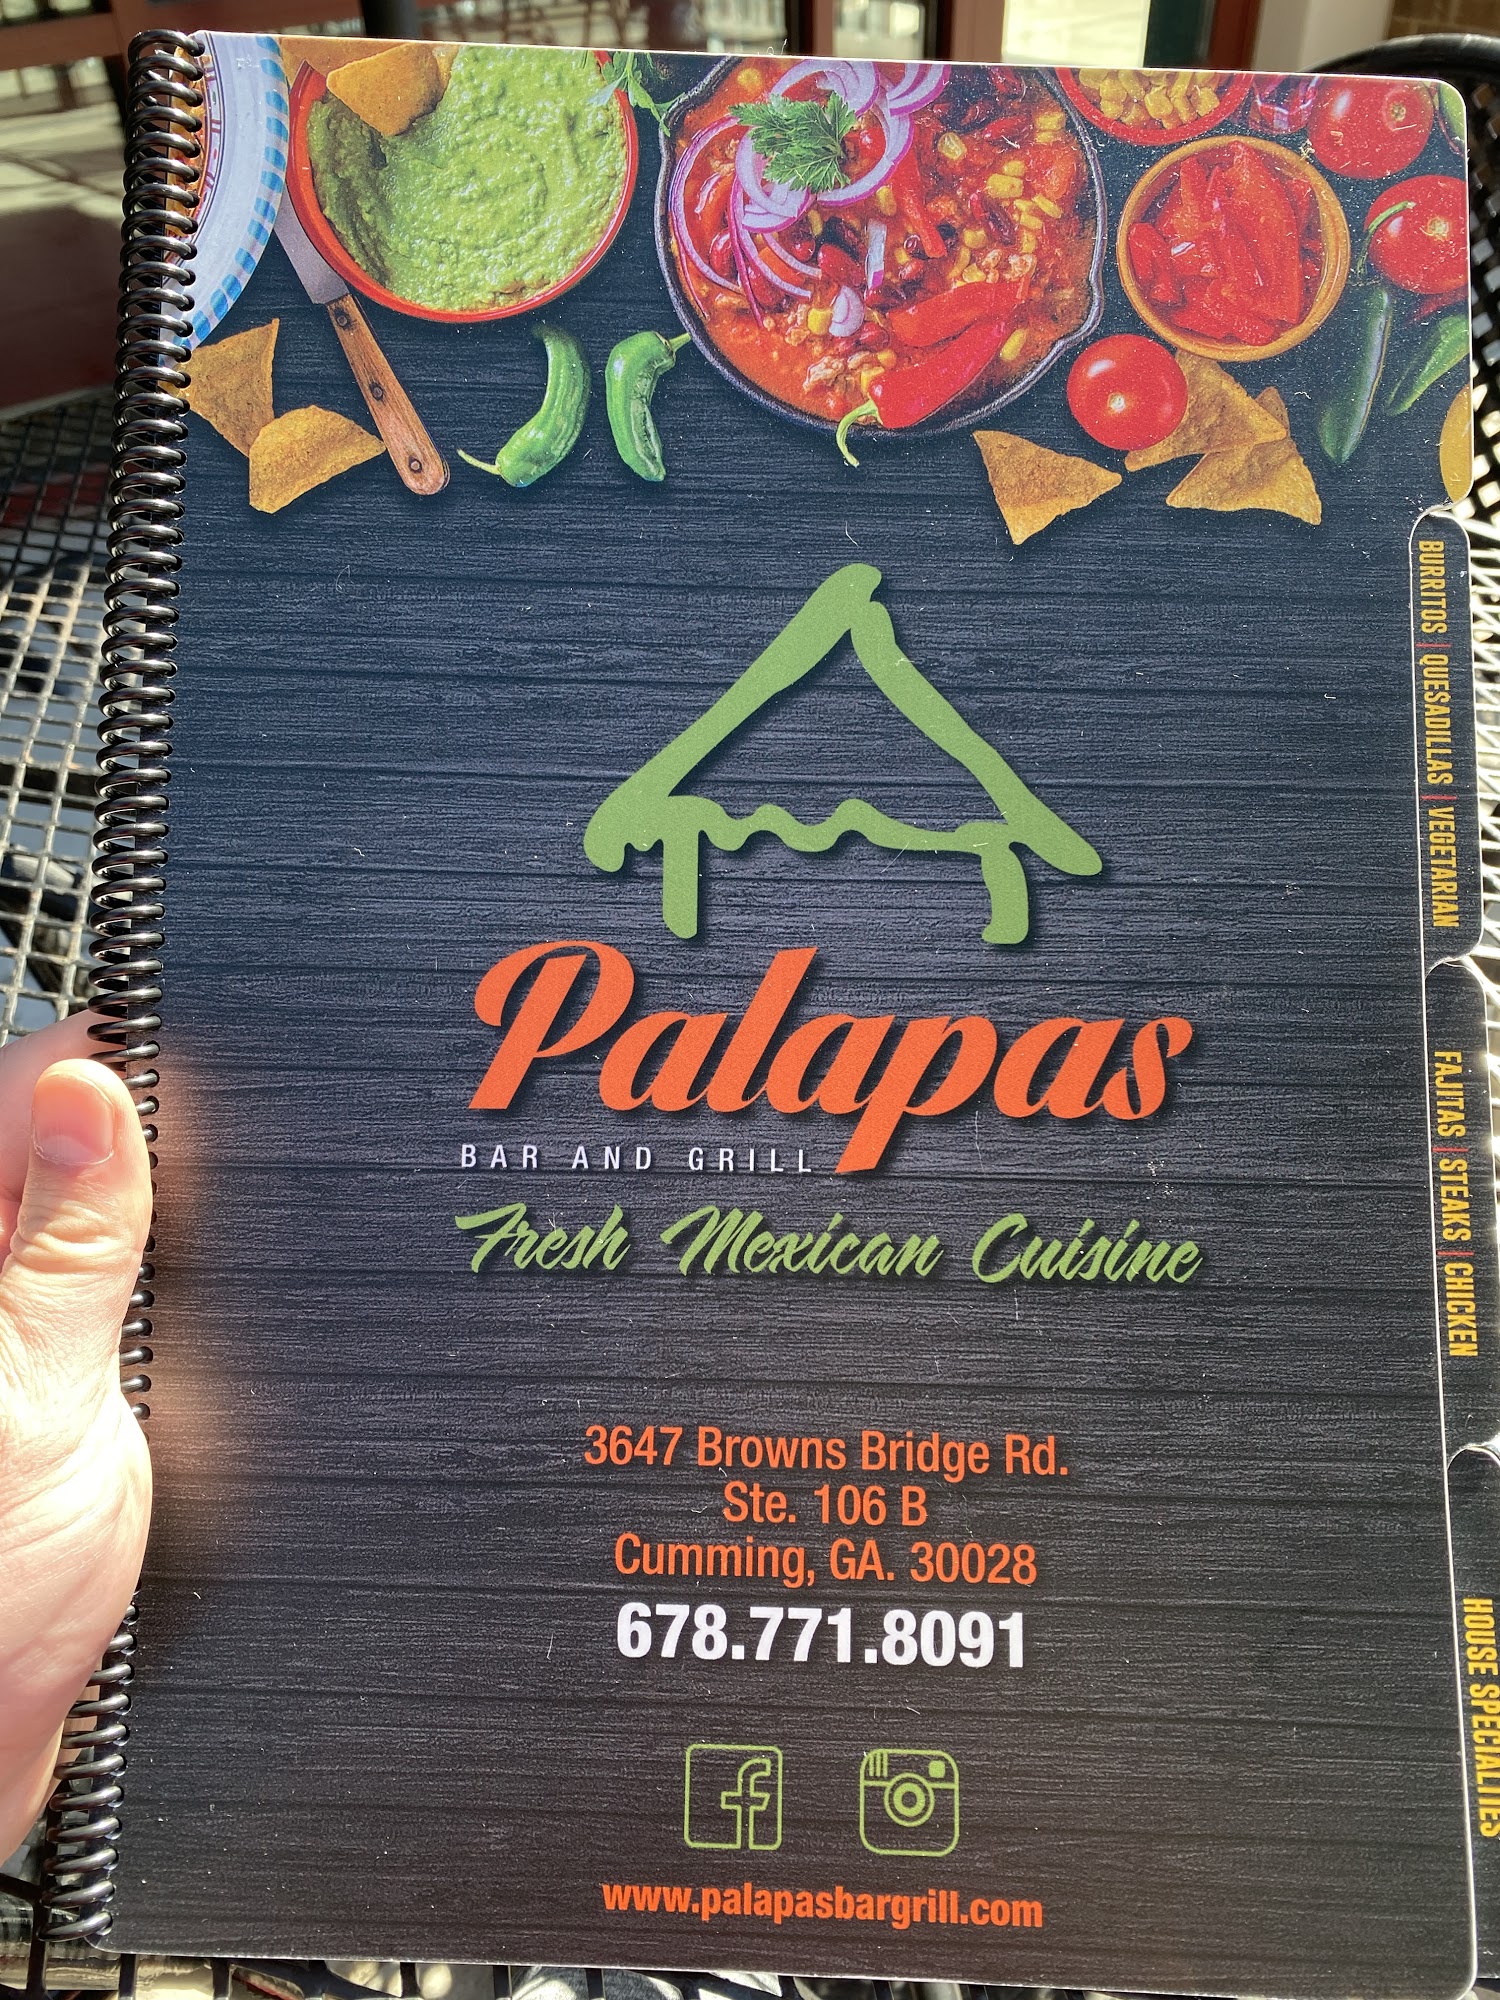 Palapas
BAR AND GRILL
Fresh Mexican Cuisine
3647 Browns Bridge Rd.
Ste. 106 B
Cumming, GA. 30028
678.771.8091
www.palapasbargrill.com
BURRITOS | QUESADILLAS | VEGETARIAN
FAJITAS | STEAKS | CHICKEN
HOUSE SPECIALTIES